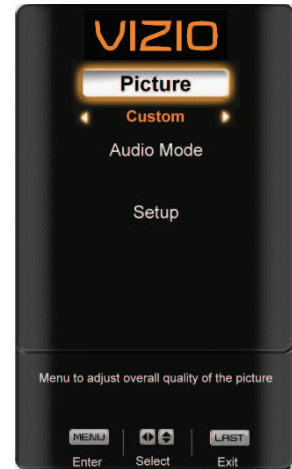 VIZIO
Picture
Custom
Audio Mode
Setup
Menu to adjust overall quality of the picture
MENU LAST
Enter Select Exit